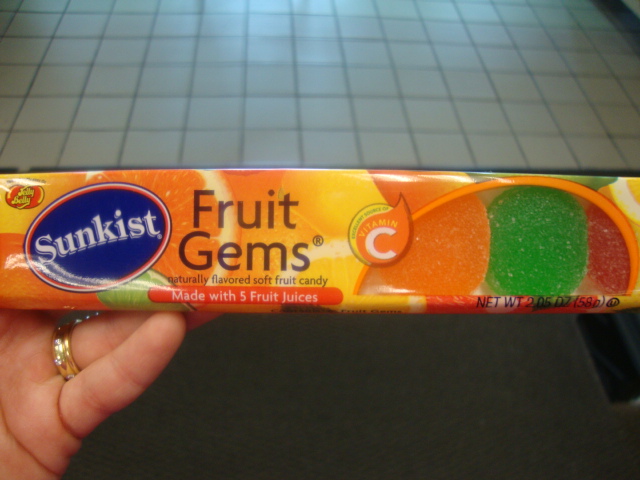 Jelly
Belly
Sunkist
Fruit
Gems®
naturally flavored soft fruit candy
Made with 5 Fruit Juices
VITAMIN
C
NET WT 2.05 OZ (58g)